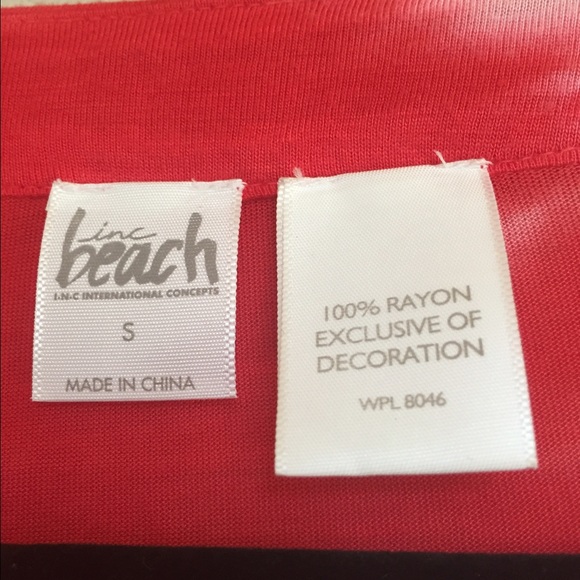 inc
beach
I·N·C INTERNATIONAL CONCEPTS
S
MADE IN CHINA
100% RAYON
EXCLUSIVE OF
DECORATION
WPL 8046